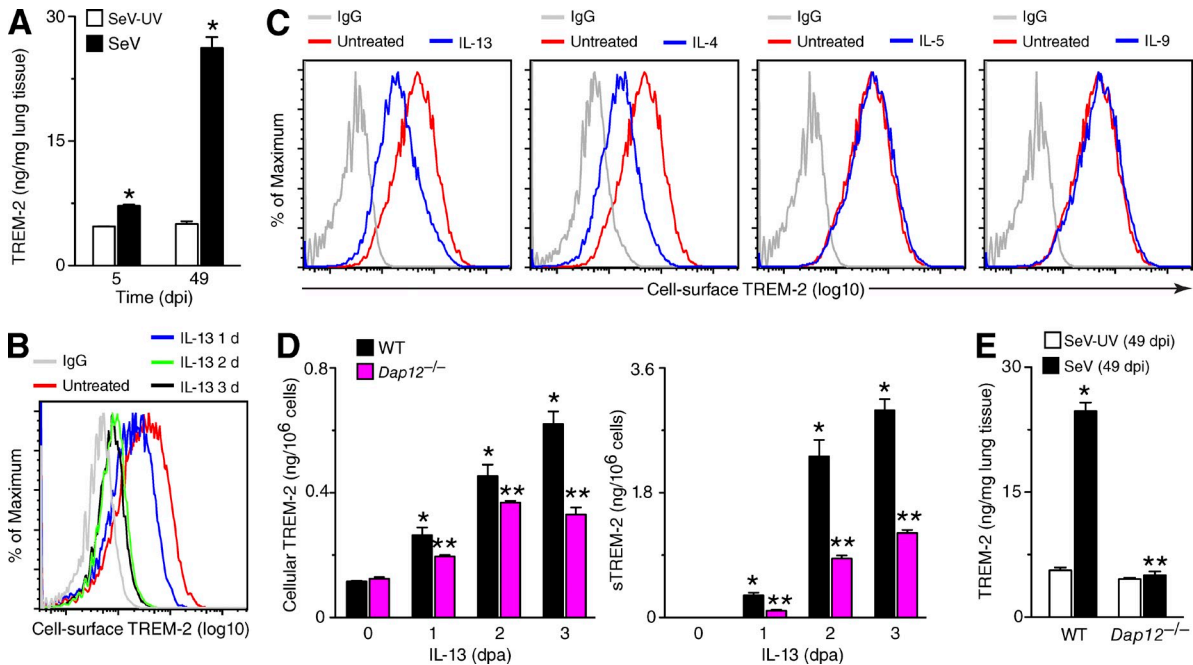 A
SeV-UV
SeV
*
*
30
15
0
TREM-2 (ng/mg lung tissue)
5 49
Time (dpi)
B
IgG
Untreated
IL-13 1 d
IL-13 2 d
IL-13 3 d
% of Maximum
Cell-surface TREM-2 (log10)
C
IgG
Untreated IL-13
IgG
Untreated IL-4
IgG
Untreated IL-5
IgG
Untreated IL-9
% of Maximum
Cell-surface TREM-2 (log10)
D
WT
Dap12⁻/⁻
0.8
0.4
0
Cellular TREM-2 (ng/10⁶ cells)
*
**
*
**
*
**
0 1 2 3
IL-13 (dpa)
3.6
1.8
0
sTREM-2 (ng/10⁶ cells)
*
**
*
**
*
**
0 1 2 3
IL-13 (dpa)
E
SeV-UV (49 dpi)
SeV (49 dpi)
30
15
0
TREM-2 (ng/mg lung tissue)
*
**
WT Dap12⁻/⁻